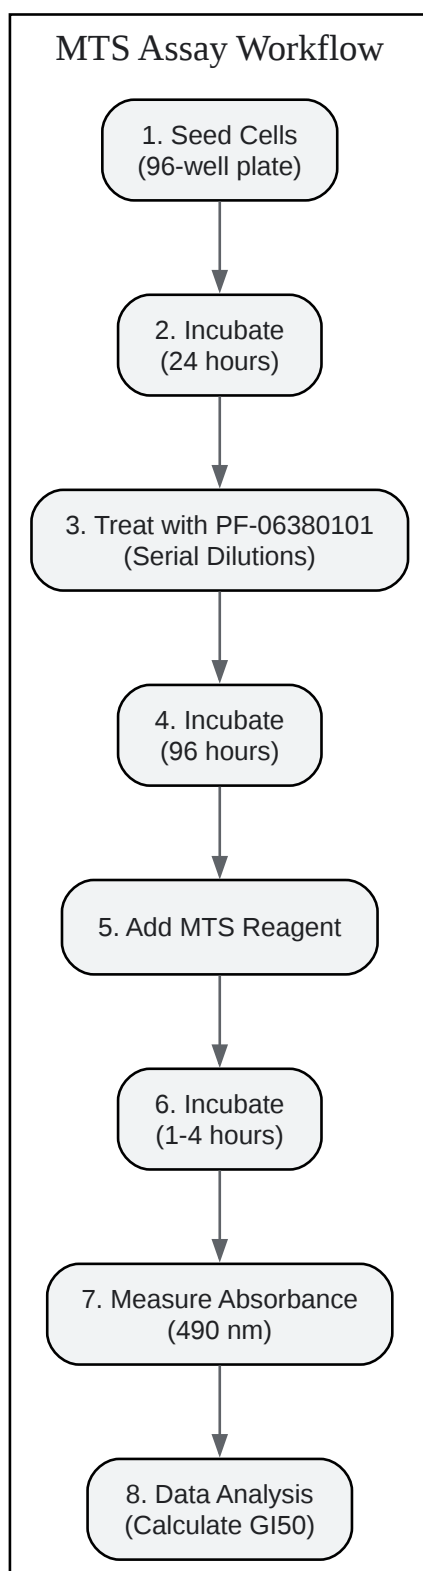 MTS Assay Workflow
1. Seed Cells
(96-well plate)
2. Incubate
(24 hours)
3. Treat with PF-06380101
(Serial Dilutions)
4. Incubate
(96 hours)
5. Add MTS Reagent
6. Incubate
(1-4 hours)
7. Measure Absorbance
(490 nm)
8. Data Analysis
(Calculate GI50)